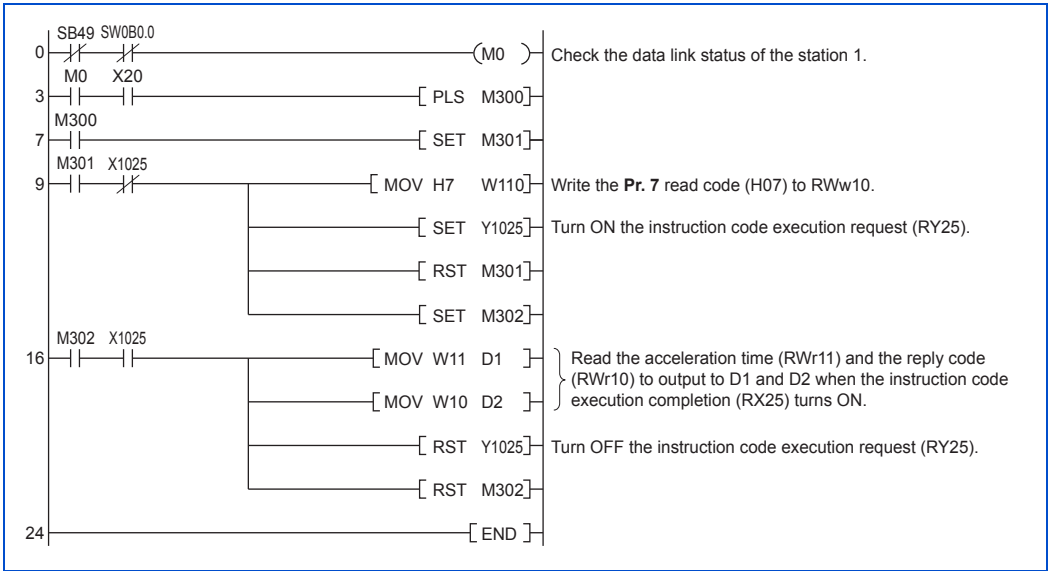 SB49 SW0B0.0
0 M0 Check the data link status of the station 1.
M0 X20
3 PLS M300
M300
7 SET M301
M301 X1025
9 MOV H7 W110 Write the Pr. 7 read code (H07) to RWw10.
SET Y1025 Turn ON the instruction code execution request (RY25).
RST M301
SET M302
M302 X1025
16 MOV W11 D1 Read the acceleration time (RWr11) and the reply code
MOV W10 D2 (RWr10) to output to D1 and D2 when the instruction code
execution completion (RX25) turns ON.
RST Y1025 Turn OFF the instruction code execution request (RY25).
RST M302
24 END